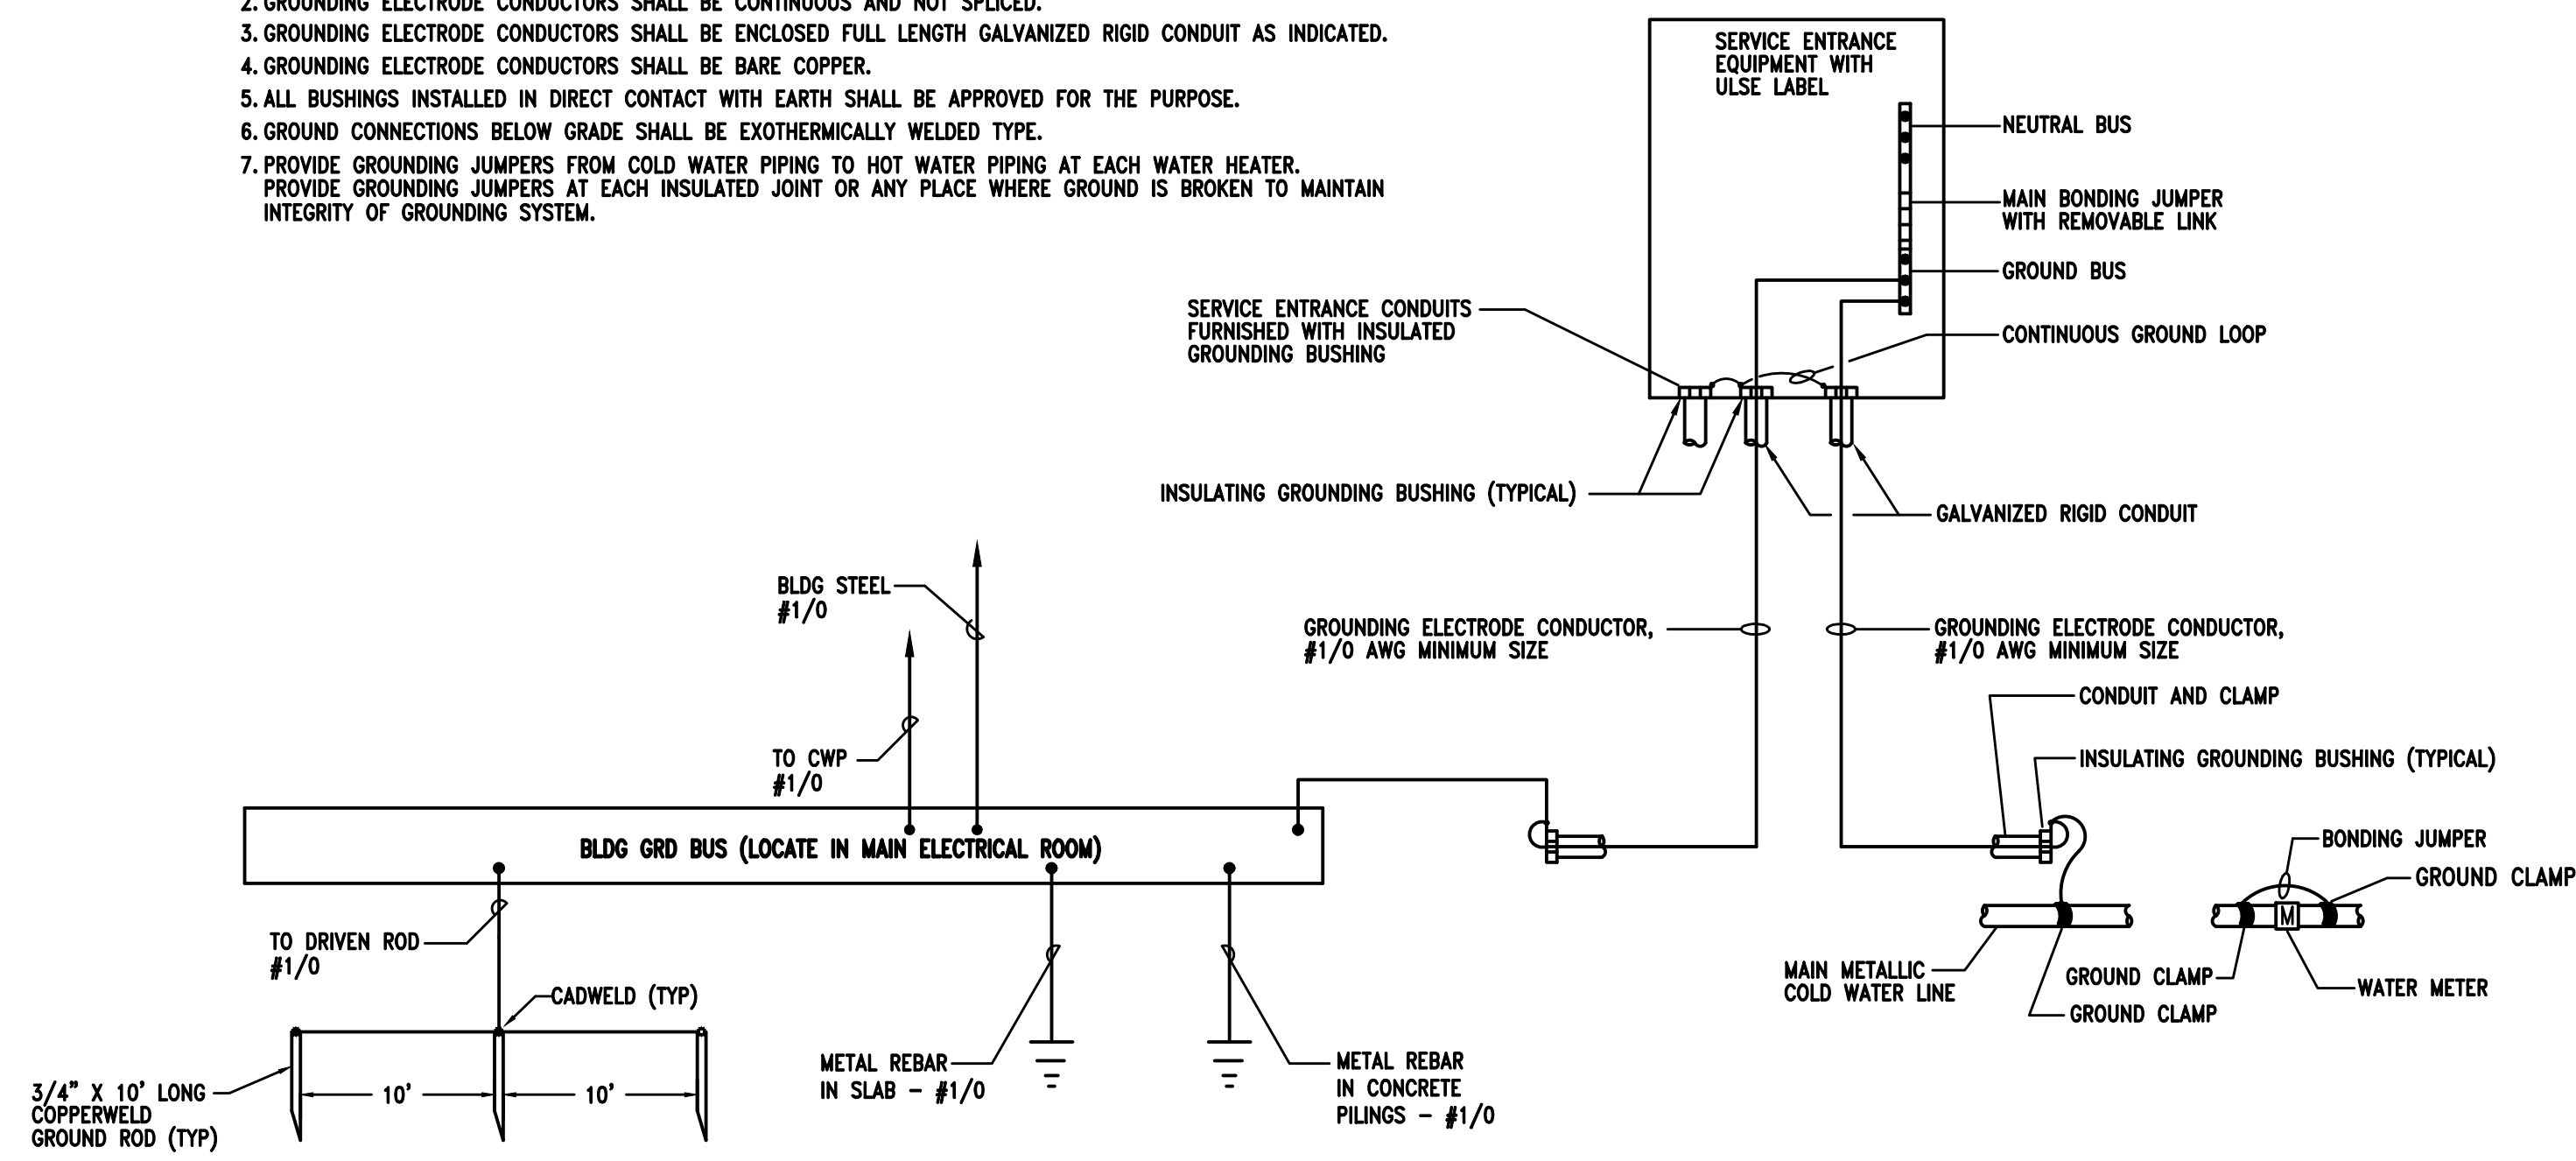 2. GROUNDING ELECTRODE CONDUCTORS SHALL BE CONTINUOUS AND NOT SPLICED.
3. GROUNDING ELECTRODE CONDUCTORS SHALL BE ENCLOSED FULL LENGTH GALVANIZED RIGID CONDUIT AS INDICATED.
4. GROUNDING ELECTRODE CONDUCTORS SHALL BE BARE COPPER.
5. ALL BUSHINGS INSTALLED IN DIRECT CONTACT WITH EARTH SHALL BE APPROVED FOR THE PURPOSE.
6. GROUND CONNECTIONS BELOW GRADE SHALL BE EXOTHERMICALLY WELDED TYPE.
7. PROVIDE GROUNDING JUMPERS FROM COLD WATER PIPING TO HOT WATER PIPING AT EACH WATER HEATER.
PROVIDE GROUNDING JUMPERS AT EACH INSULATED JOINT OR ANY PLACE WHERE GROUND IS BROKEN TO MAINTAIN
INTEGRITY OF GROUNDING SYSTEM.
SERVICE ENTRANCE
EQUIPMENT WITH
ULSE LABEL
NEUTRAL BUS
MAIN BONDING JUMPER
WITH REMOVABLE LINK
GROUND BUS
CONTINUOUS GROUND LOOP
SERVICE ENTRANCE CONDUITS
FURNISHED WITH INSULATED
GROUNDING BUSHING
INSULATING GROUNDING BUSHING (TYPICAL)
GALVANIZED RIGID CONDUIT
BLDG STEEL
#1/0
TO CWP
#1/0
GROUNDING ELECTRODE CONDUCTOR,
#1/0 AWG MINIMUM SIZE
GROUNDING ELECTRODE CONDUCTOR,
#1/0 AWG MINIMUM SIZE
CONDUIT AND CLAMP
INSULATING GROUNDING BUSHING (TYPICAL)
BONDING JUMPER
GROUND CLAMP
M
BLDG GRD BUS (LOCATE IN MAIN ELECTRICAL ROOM)
TO DRIVEN ROD
#1/0
CADWELD (TYP)
MAIN METALLIC
COLD WATER LINE
GROUND CLAMP
GROUND CLAMP
WATER METER
3/4" X 10' LONG
COPPERWELD
GROUND ROD (TYP)
10'
10'
METAL REBAR
IN SLAB - #1/0
METAL REBAR
IN CONCRETE
PILINGS - #1/0